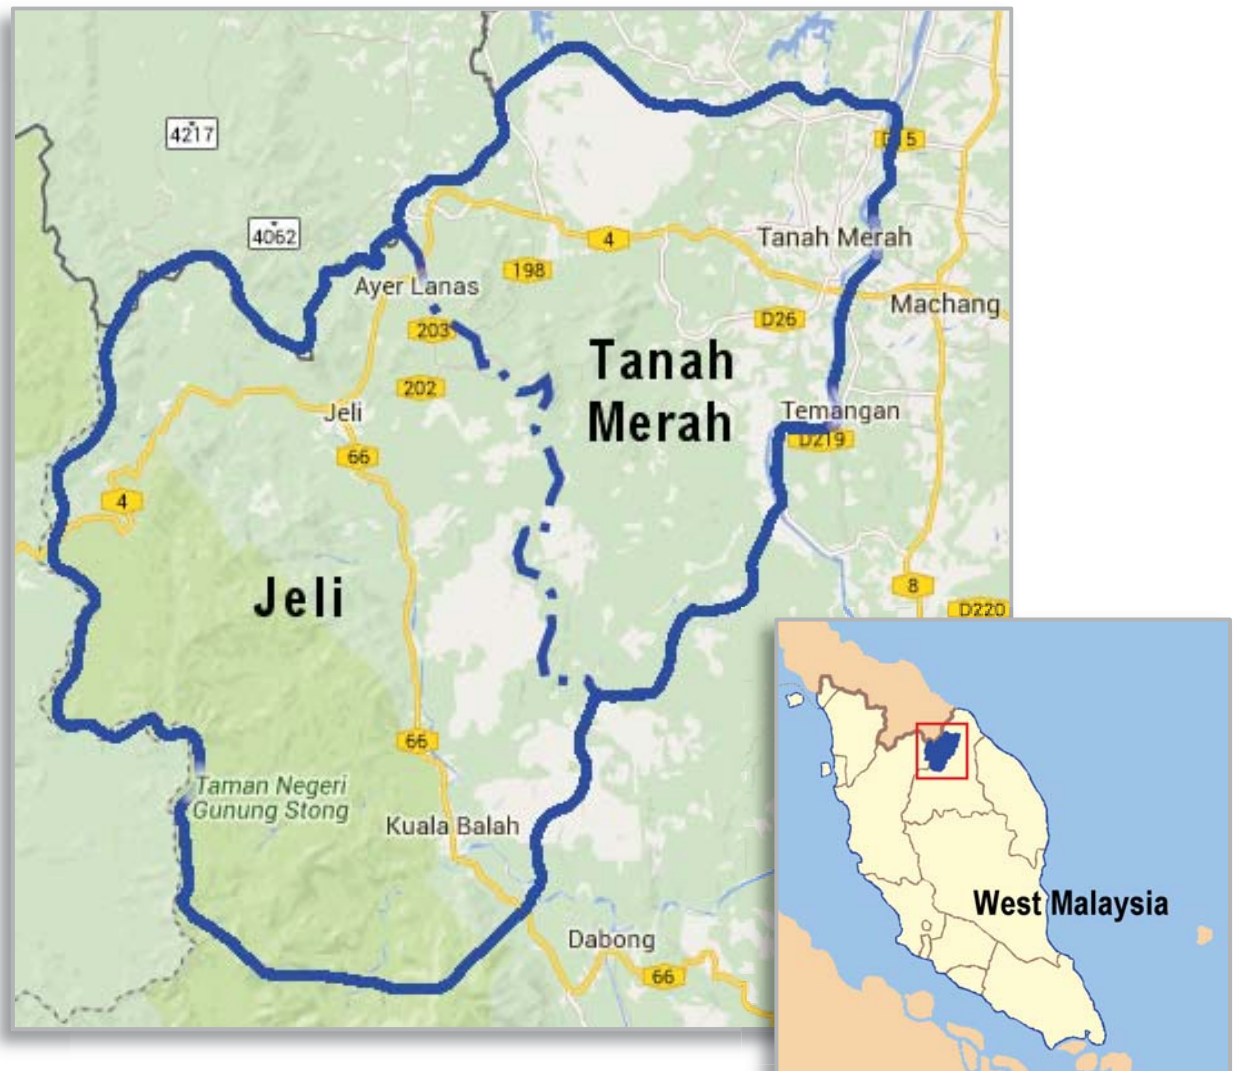 4217
D 15
4062
4
Tanah Merah
198
Ayer Lanas
Machang
203
D26
Tanah
Merah
202
Jeli
Temangan
D219
66
4
Jeli
8
D220
66
Taman Negeri
Gunung Stong
Kuala Balah
West Malaysia
Dabong
66